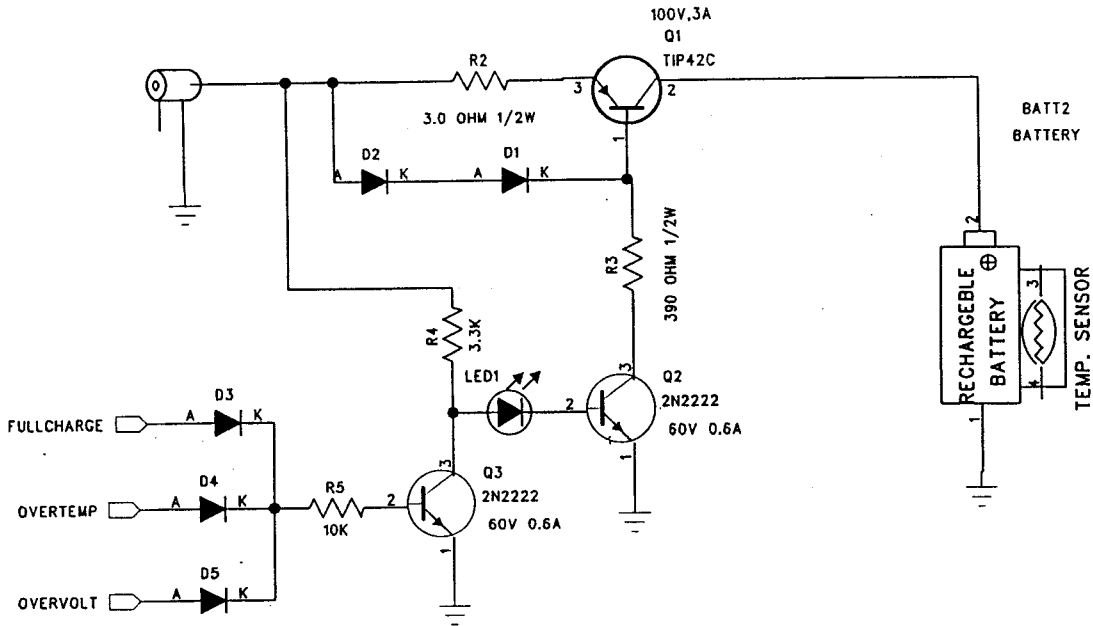 100V,3A
Q1
TIP42C
R2
3.0 OHM 1/2W
3
2
1
BATT2
BATTERY
D2
A
K
D1
A
K
R3
390 OHM 1/2W
2
RECHARGEBLE
BATTERY
3
4
TEMP. SENSOR
1
R4
3.3K
LED1
2
3
Q2
2N2222
60V 0.6A
1
D3
FULLCHARGE
A
K
D4
OVERTEMP
A
K
R5
10K
2
3
Q3
2N2222
60V 0.6A
1
D5
OVERVOLT
A
K